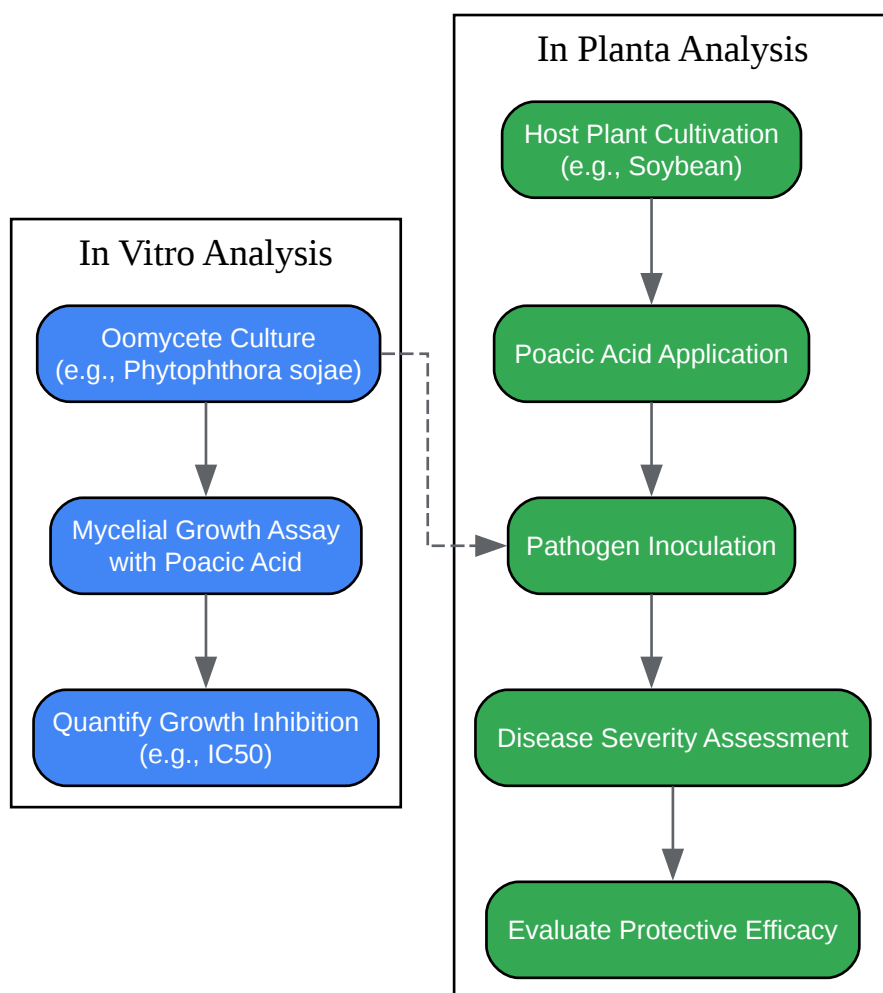 In Vitro Analysis
Oomycete Culture
(e.g., Phytophthora sojae)
Mycelial Growth Assay
with Poacic Acid
Quantify Growth Inhibition
(e.g., IC50)
In Planta Analysis
Host Plant Cultivation
(e.g., Soybean)
Poacic Acid Application
Pathogen Inoculation
Disease Severity Assessment
Evaluate Protective Efficacy